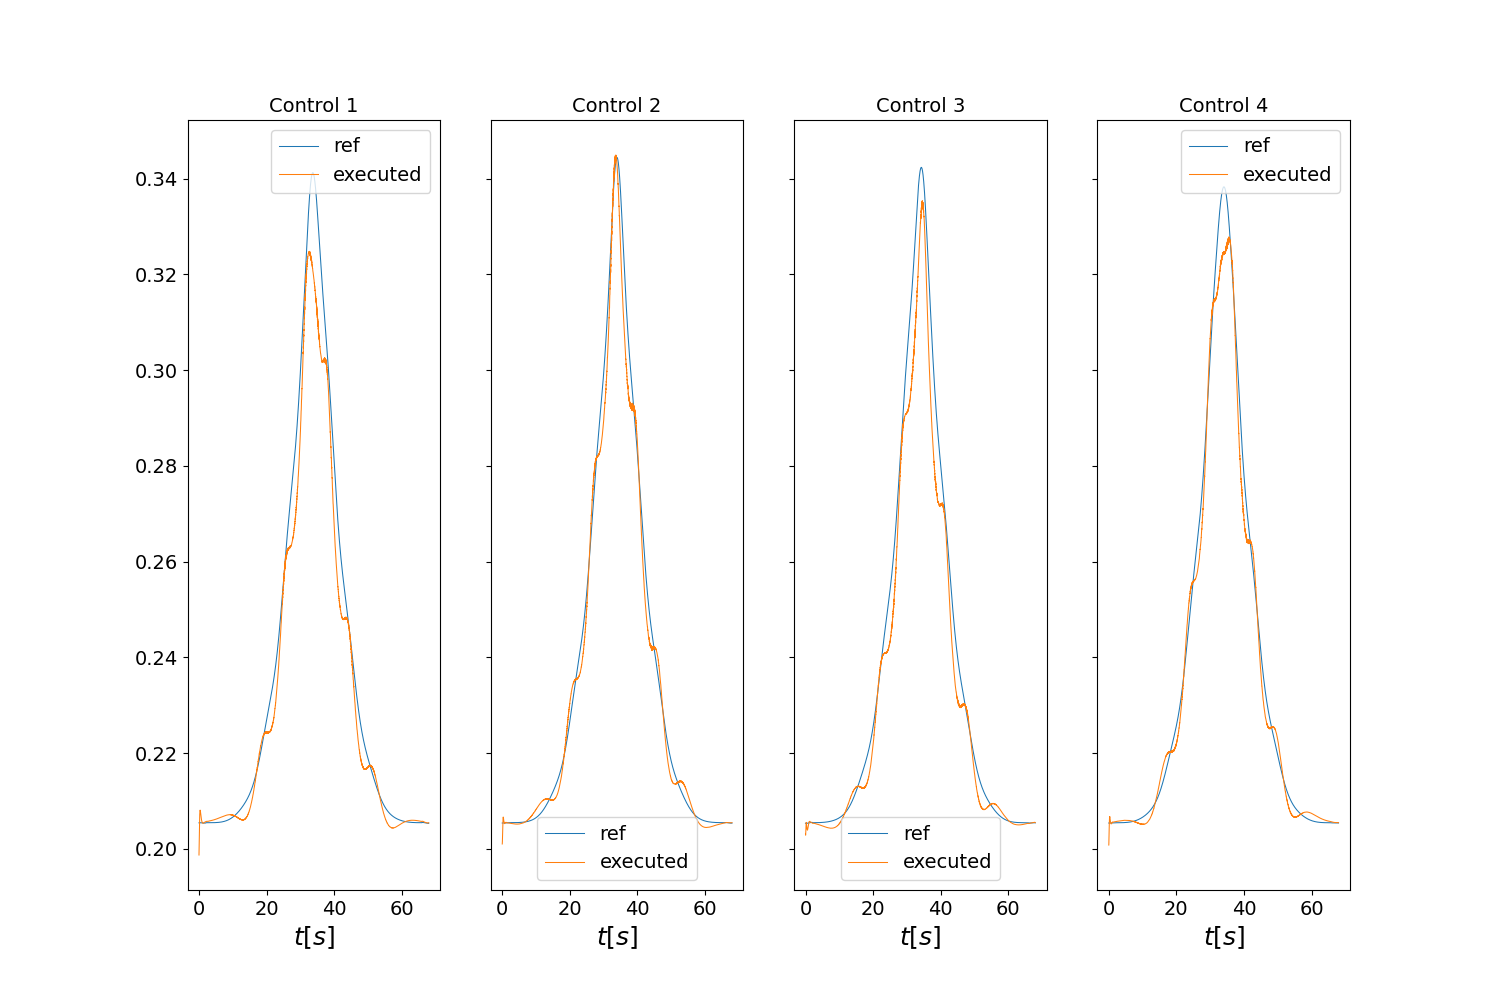 Control 1 Control 2 Control 3 Control 4
ref
executed
ref
executed
ref
executed
ref
executed
0.34
0.32
0.30
0.28
0.26
0.24
0.22
0.20
0 20 40 60 0 20 40 60 0 20 40 60 0 20 40 60
t[s] t[s] t[s] t[s]